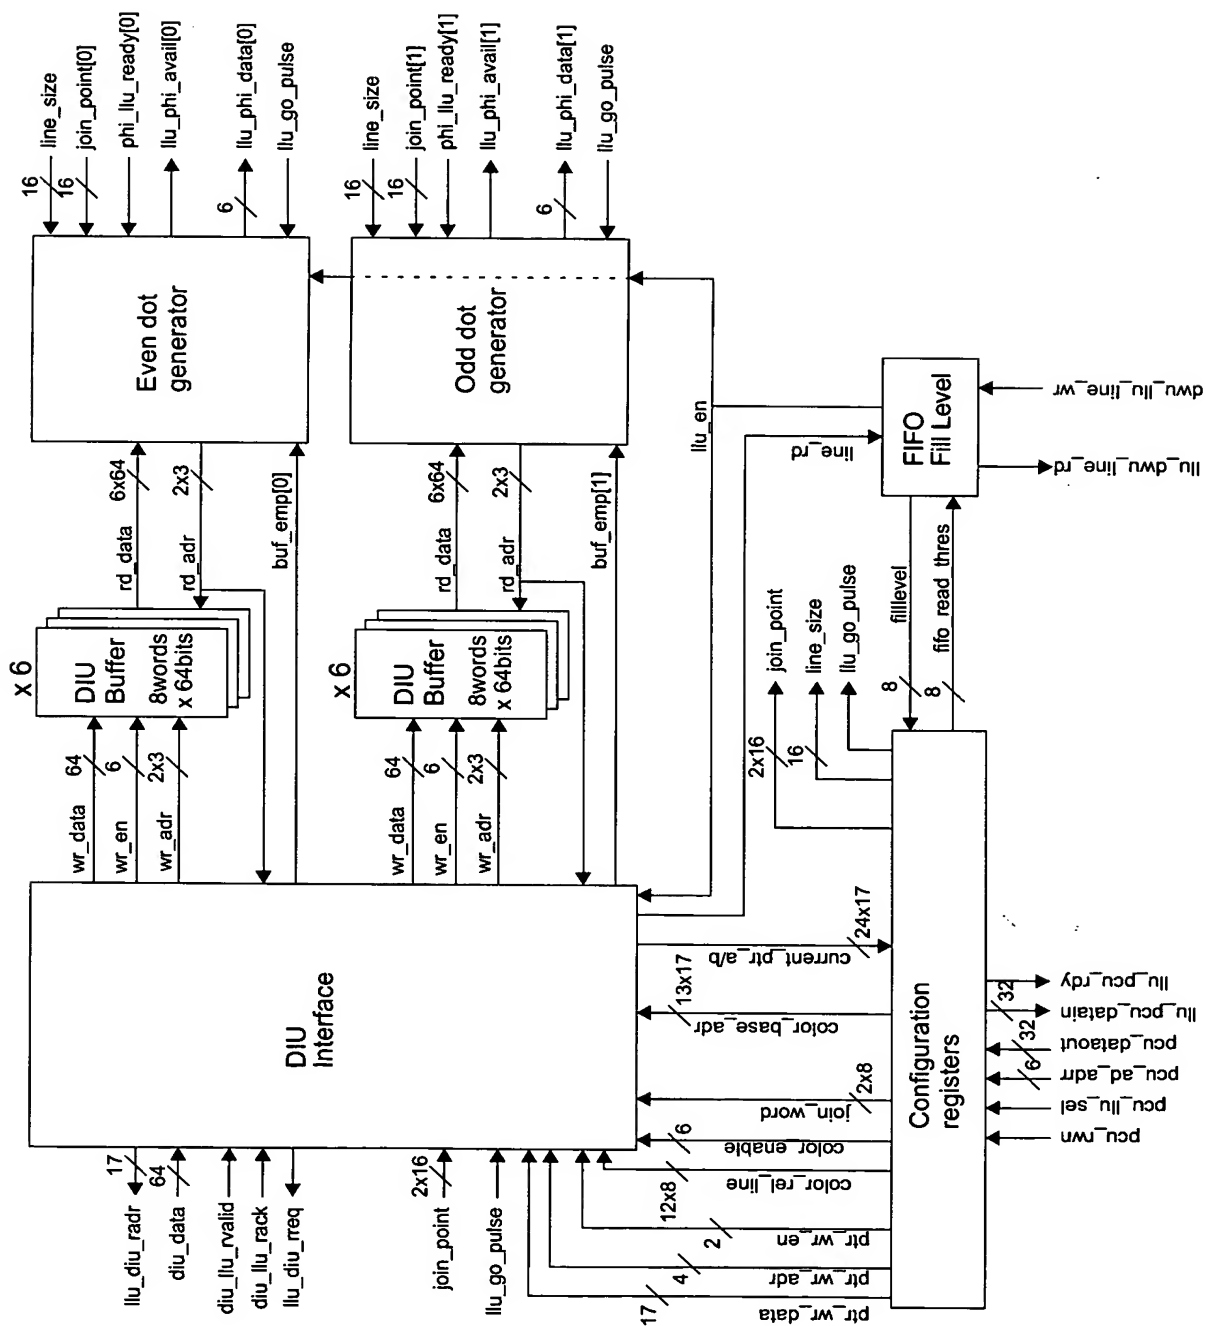 line_size
16
join_point[0]
16
phi_llu_ready[0]
llu_phi_avail[0]
llu_phi_data[0]
6
llu_go_pulse
line_size
16
join_point[1]
16
phi_llu_ready[1]
llu_phi_avail[1]
llu_phi_data[1]
6
llu_go_pulse
Even dot
generator
Odd dot
generator
rd_data
6x64
rd_adr
2x3
buf_emp[0]
rd_data
6x64
rd_adr
2x3
buf_emp[1]
llu_en
line_rd
x 6
DIU
Buffer
8words
x 64bits
x 6
DIU
Buffer
8words
x 64bits
wr_data
64
wr_en
6
wr_adr
2x3
wr_data
64
wr_en
6
wr_adr
2x3
DIU
Interface
FIFO
Fill Level
dwu_llu_line_wr
llu_dwu_line_rd
filllevel
8
fifo_read_thres
8
join_point
2x16
line_size
16
llu_go_pulse
llu_diu_radr
17
diu_data
64
diu_llu_rvalid
diu_llu_rack
llu_diu_rreq
join_point
2x16
llu_go_pulse
current_ptr_a/b
24x17
color_base_adr
13x17
join_word
2x8
color_enable
6
color_rel_line
12x8
ptr_wr_en
2
ptr_wr_adr
4
ptr_wr_data
17
Configuration
registers
llu_pcu_rdy
llu_pcu_datain
32
pcu_dataout
32
pcu_ad_adrr
6
pcu_llu_sel
pcu_rwn